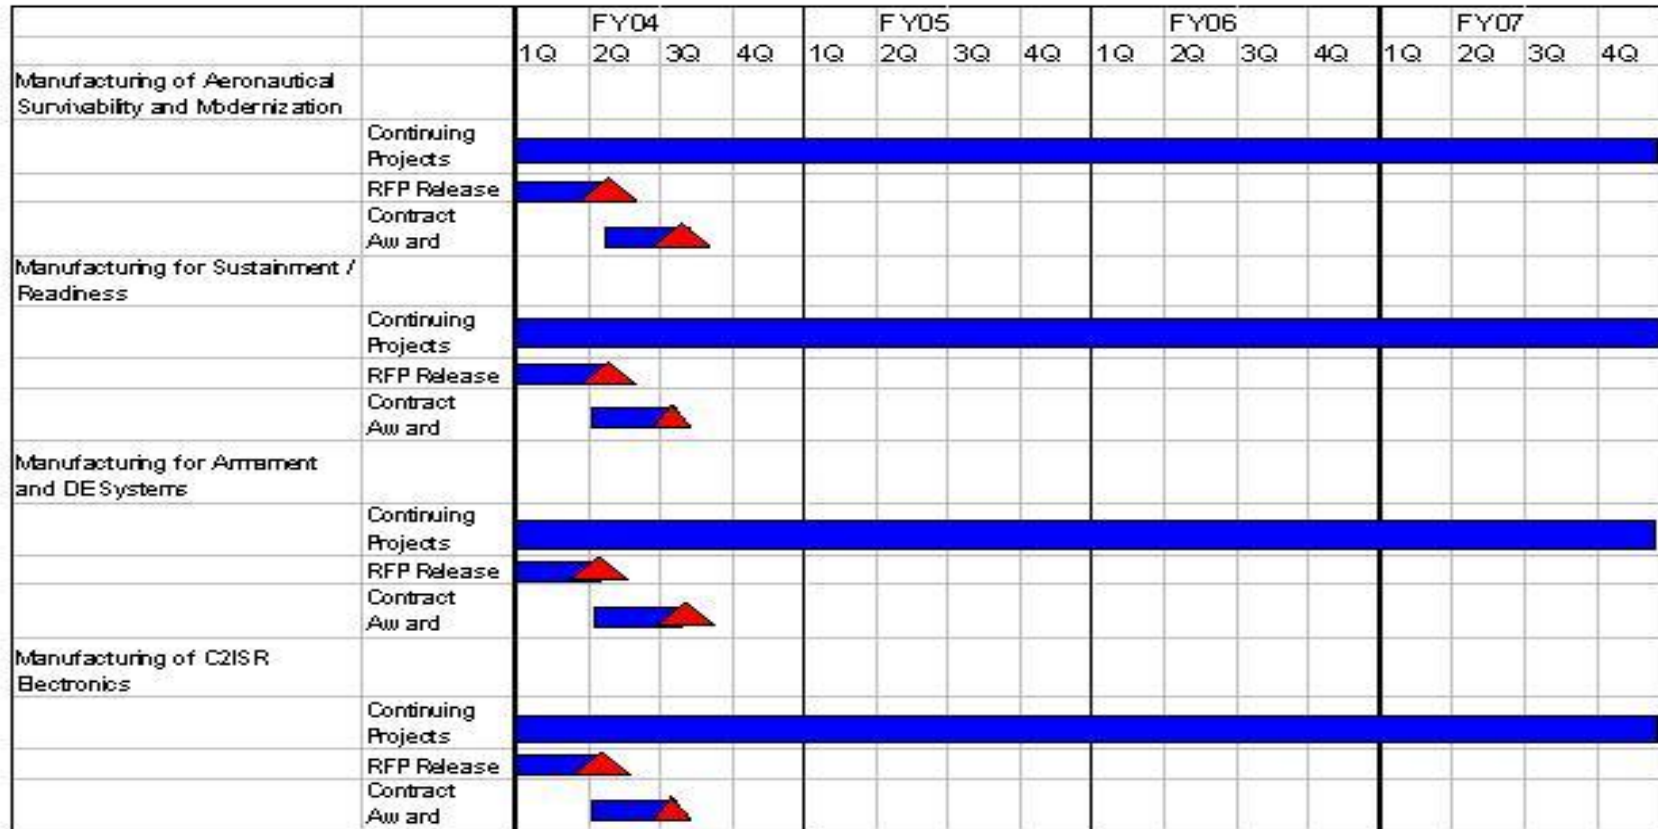 FY04 FY05 FY06 FY07
1Q 2Q 3Q 4Q 1Q 2Q 3Q 4Q 1Q 2Q 3Q 4Q 1Q 2Q 3Q 4Q
Manufacturing of Aeronautical
Survivability and Modernization
Continuing
Projects
RFP Release
Contract
Award
Manufacturing for Sustainment /
Readiness
Continuing
Projects
RFP Release
Contract
Award
Manufacturing for Armament
and DE Systems
Continuing
Projects
RFP Release
Contract
Award
Manufacturing of C2ISR
Electronics
Continuing
Projects
RFP Release
Contract
Award